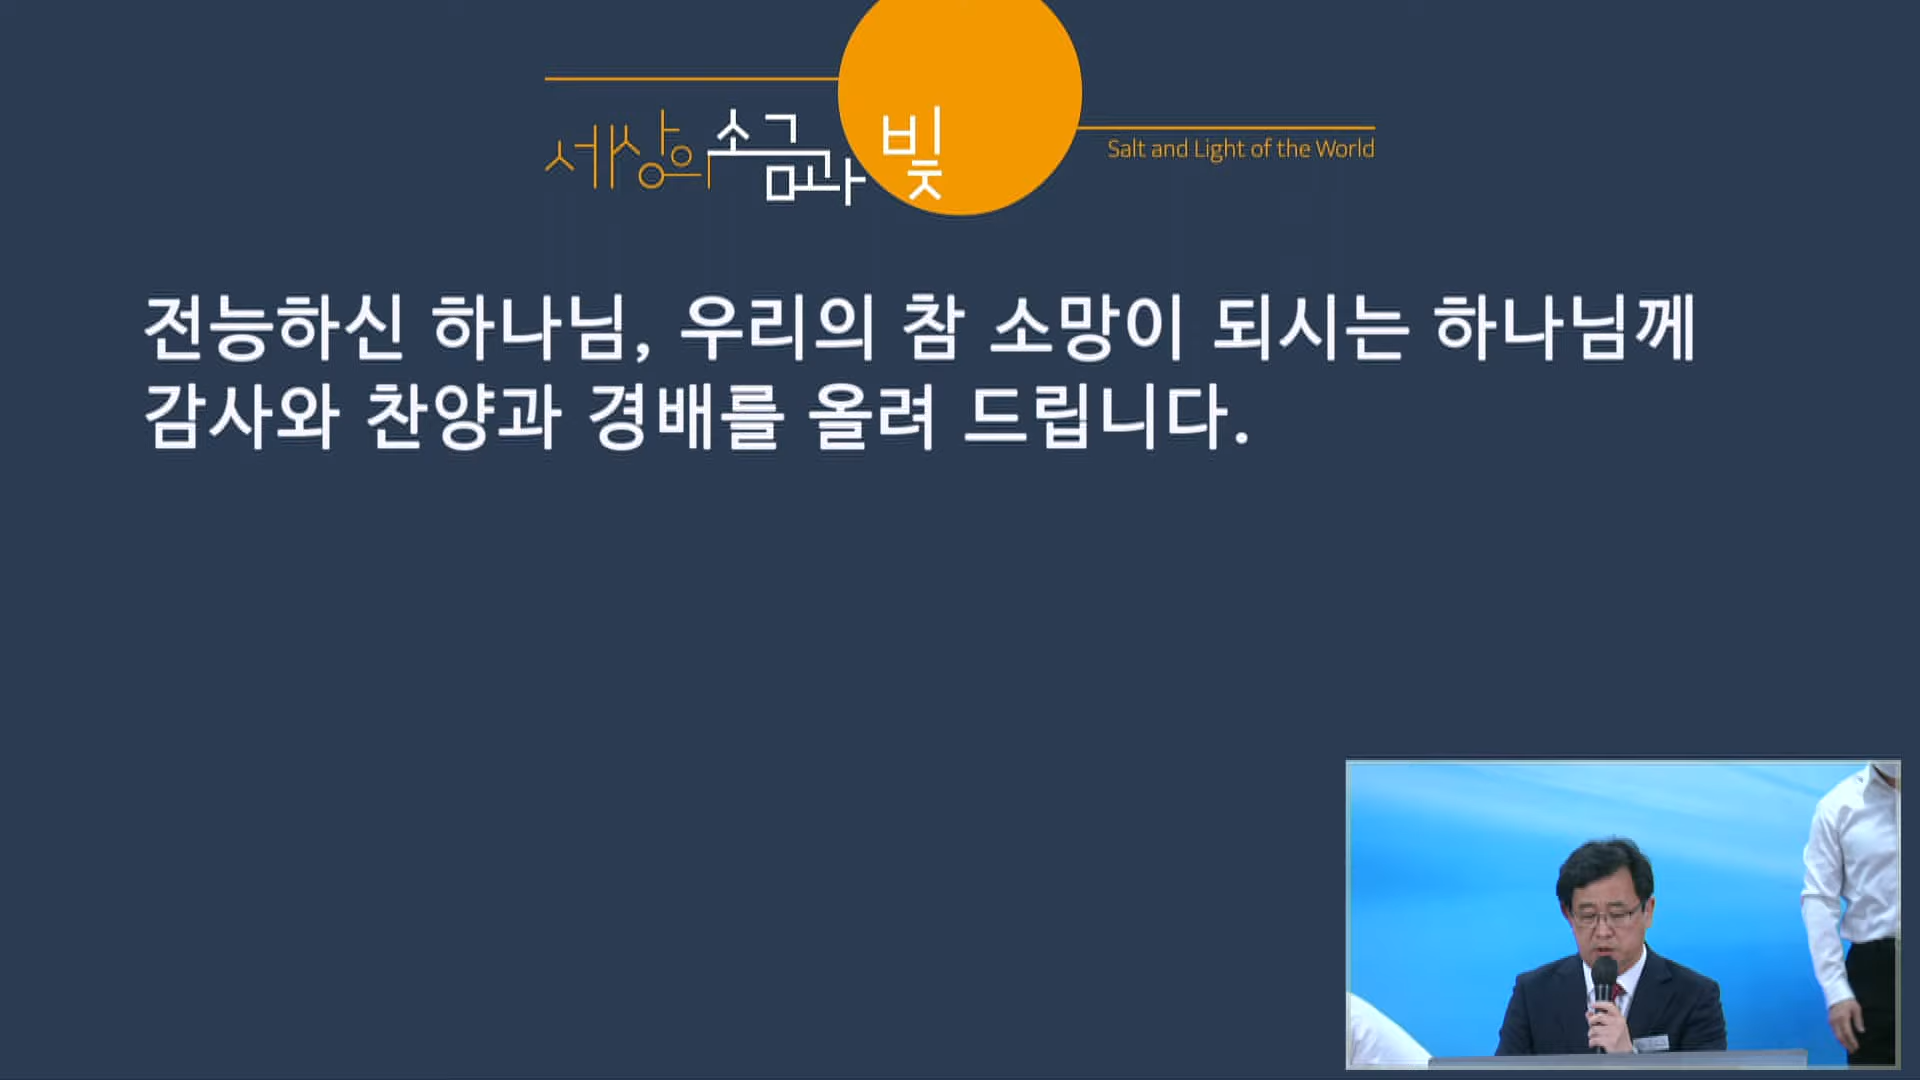 세상의 소금과 빛
Salt and Light of the World
전능하신 하나님, 우리의 참 소망이 되시는 하나님께
감사와 찬양과 경배를 올려 드립니다.